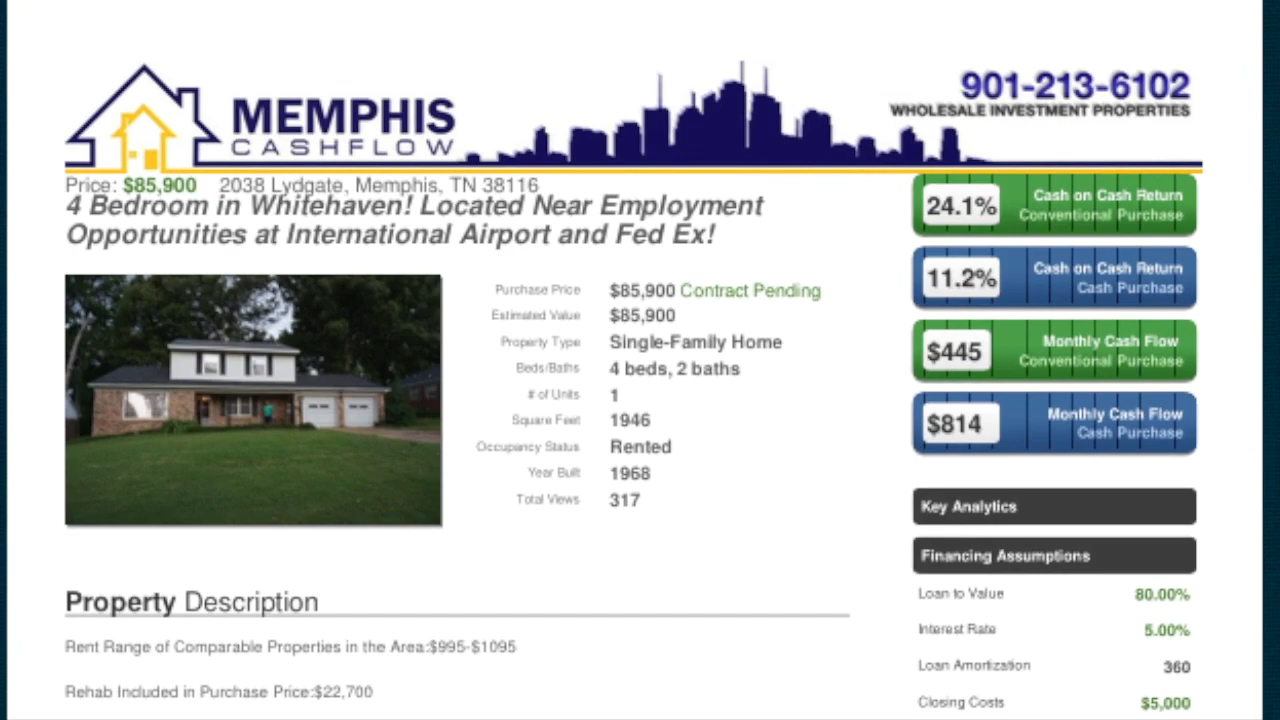 MEMPHIS
CASHFLOW
901-213-6102
WHOLESALE INVESTMENT PROPERTIES
Price: $85,900 2038 Lydgate, Memphis, TN 38116
4 Bedroom in Whitehaven! Located Near Employment
Opportunities at International Airport and Fed Ex!
Purchase Price $85,900 Contract Pending
Estimated Value $85,900
Property Type Single-Family Home
Beds/Baths 4 beds, 2 baths
# of Units 1
Square Feet 1946
Occupancy Status Rented
Year Built 1968
Total Views 317
Property Description
Rent Range of Comparable Properties in the Area:$995-$1095
Rehab Included in Purchase Price:$22,700
24.1% Cash on Cash Return
Conventional Purchase
11.2% Cash on Cash Return
Cash Purchase
$445 Monthly Cash Flow
Conventional Purchase
$814 Monthly Cash Flow
Cash Purchase
Key Analytics
Financing Assumptions
Loan to Value 80.00%
Interest Rate 5.00%
Loan Amortization 360
Closing Costs $5,000